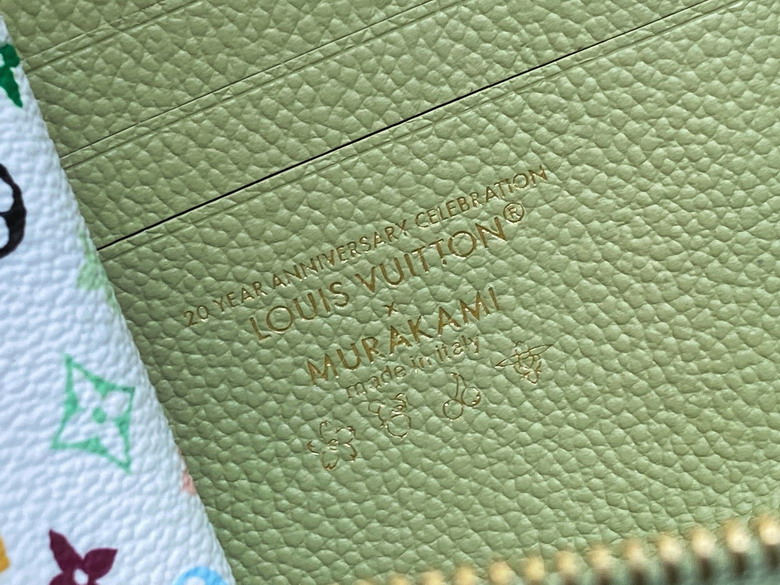 20 YEAR ANNIVERSARY CELEBRATION
LOUIS VUITTON®
×
MURAKAMI
made in italy